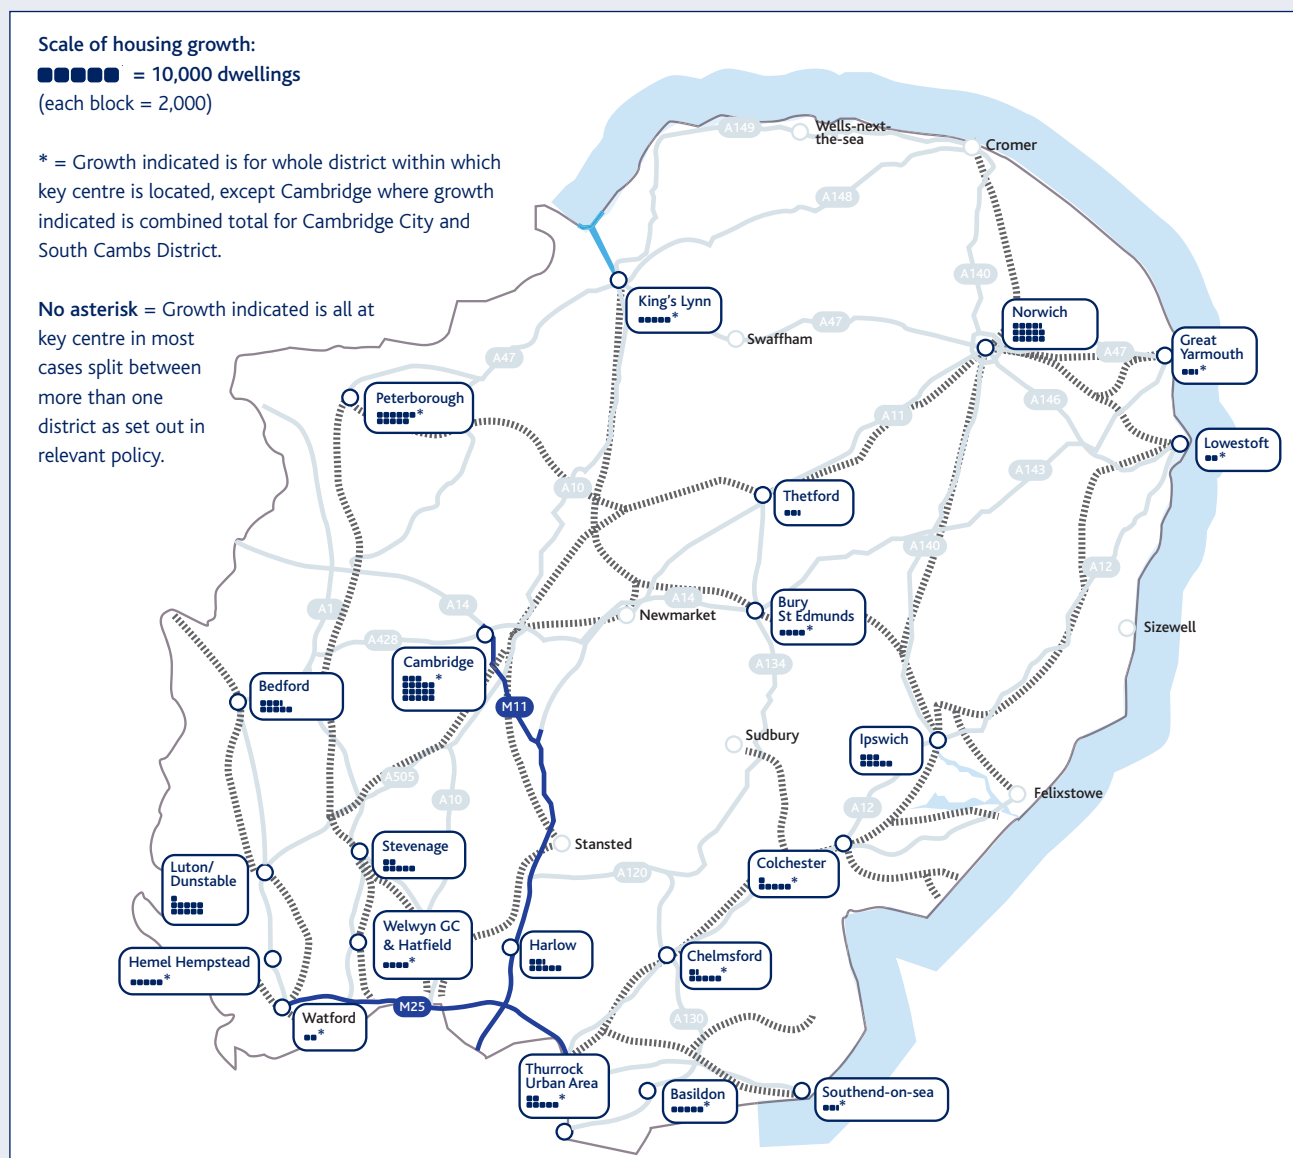 Scale of housing growth:
= 10,000 dwellings
(each block = 2,000)
* = Growth indicated is for whole district within which
key centre is located, except Cambridge where growth
indicated is combined total for Cambridge City and
South Cambs District.
No asterisk = Growth indicated is all at
key centre in most
cases split between
more than one
district as set out in
relevant policy.
A149
Wells-next-
the-sea
Cromer
A148
A140
King's Lynn
*
Swaffham
A47
Norwich
A47
Great
Yarmouth
*
A47
Peterborough
*
A11
A146
Lowestoft
*
A10
Thetford
A143
A140
A12
A1
A14
A14
Newmarket
Bury
St Edmunds
*
Sizewell
A428
Cambridge
*
A134
Bedford
M11
Sudbury
Ipswich
A505
A10
A12
Felixstowe
Stevenage
Stansted
Luton/
Dunstable
A120
Colchester
*
Welwyn GC
& Hatfield
*
Harlow
Chelmsford
*
Hemel Hempstead
*
M25
Watford
*
A130
Thurrock
Urban Area
*
Basildon
*
Southend-on-sea
*